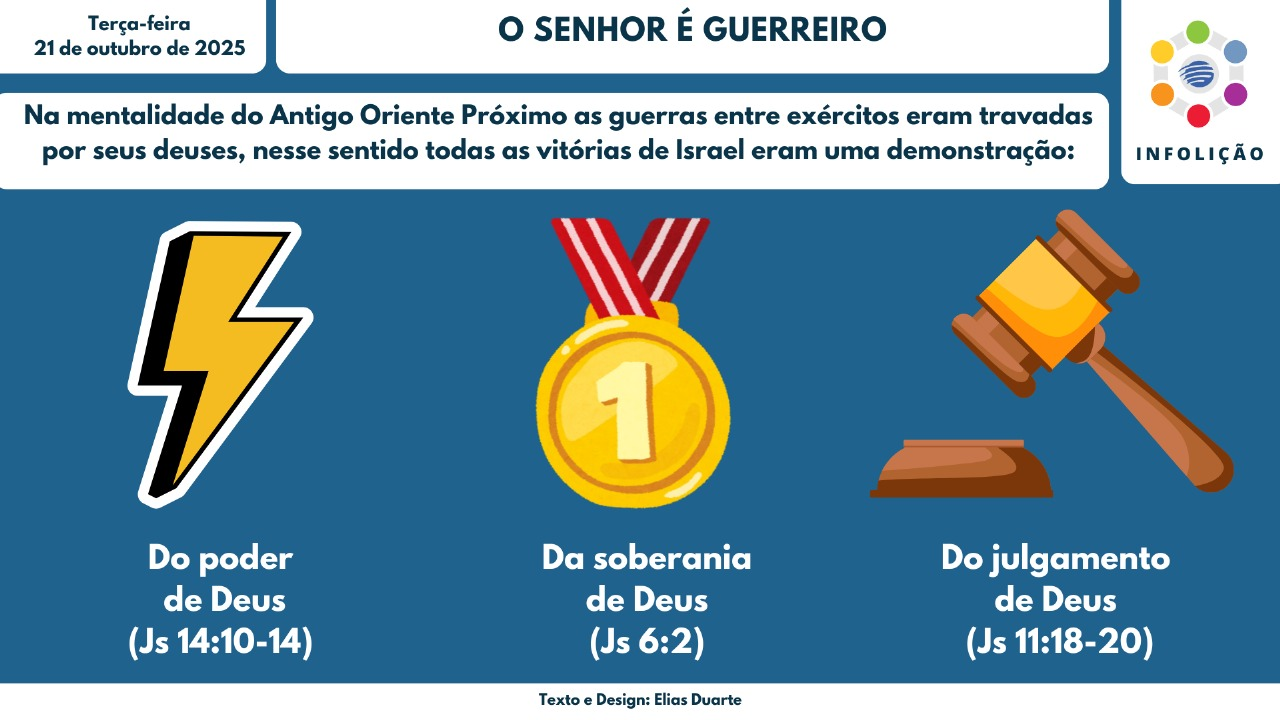 Terça-feira
21 de outubro de 2025
O SENHOR É GUERREIRO
INFOLIÇÃO
Na mentalidade do Antigo Oriente Próximo as guerras entre exércitos eram travadas
por seus deuses, nesse sentido todas as vitórias de Israel eram uma demonstração:
1
Do poder
de Deus
(Js 14:10-14)
Da soberania
de Deus
(Js 6:2)
Do julgamento
de Deus
(Js 11:18-20)
Texto e Design: Elias Duarte